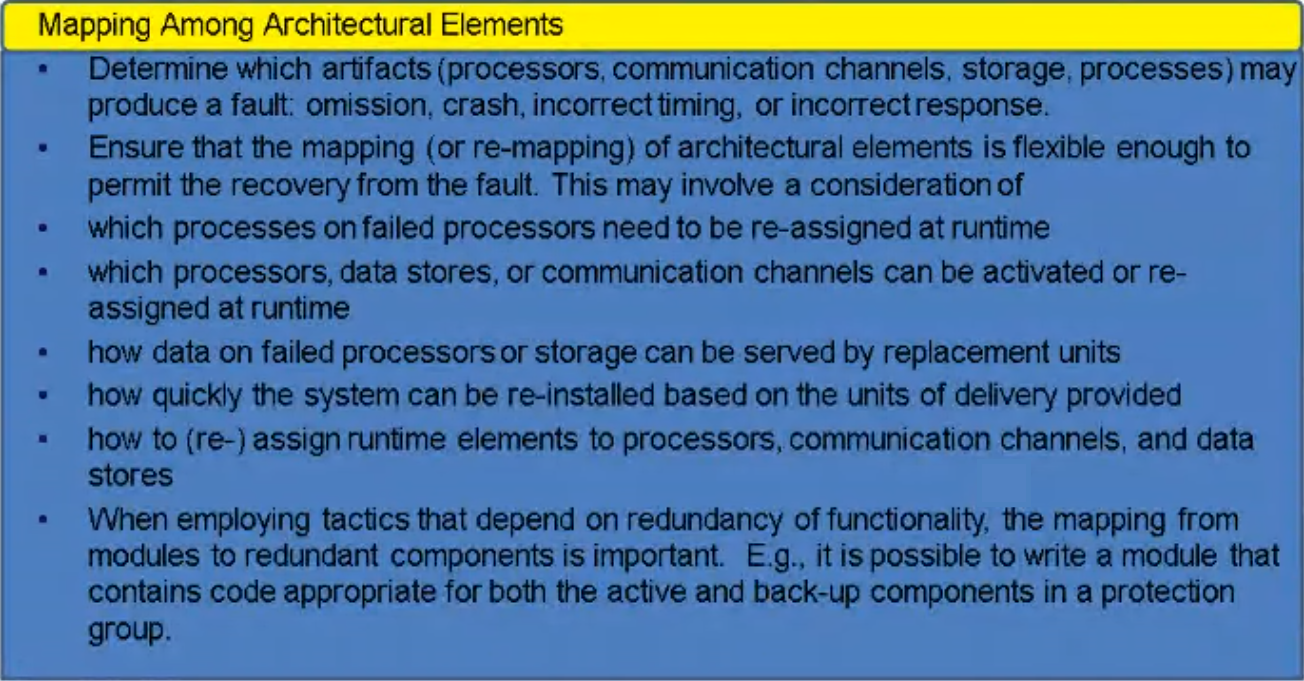 Mapping Among Architectural Elements
• Determine which artifacts (processors, communication channels, storage, processes) may
produce a fault: omission, crash, incorrect timing, or incorrect response.
• Ensure that the mapping (or re-mapping) of architectural elements is flexible enough to
permit the recovery from the fault. This may involve a consideration of
• which processes on failed processors need to be re-assigned at runtime
• which processors, data stores, or communication channels can be activated or re-
assigned at runtime
• how data on failed processors or storage can be served by replacement units
• how quickly the system can be re-installed based on the units of delivery provided
• how to (re-) assign runtime elements to processors, communication channels, and data
stores
• When employing tactics that depend on redundancy of functionality, the mapping from
modules to redundant components is important. E.g., it is possible to write a module that
contains code appropriate for both the active and back-up components in a protection
group.